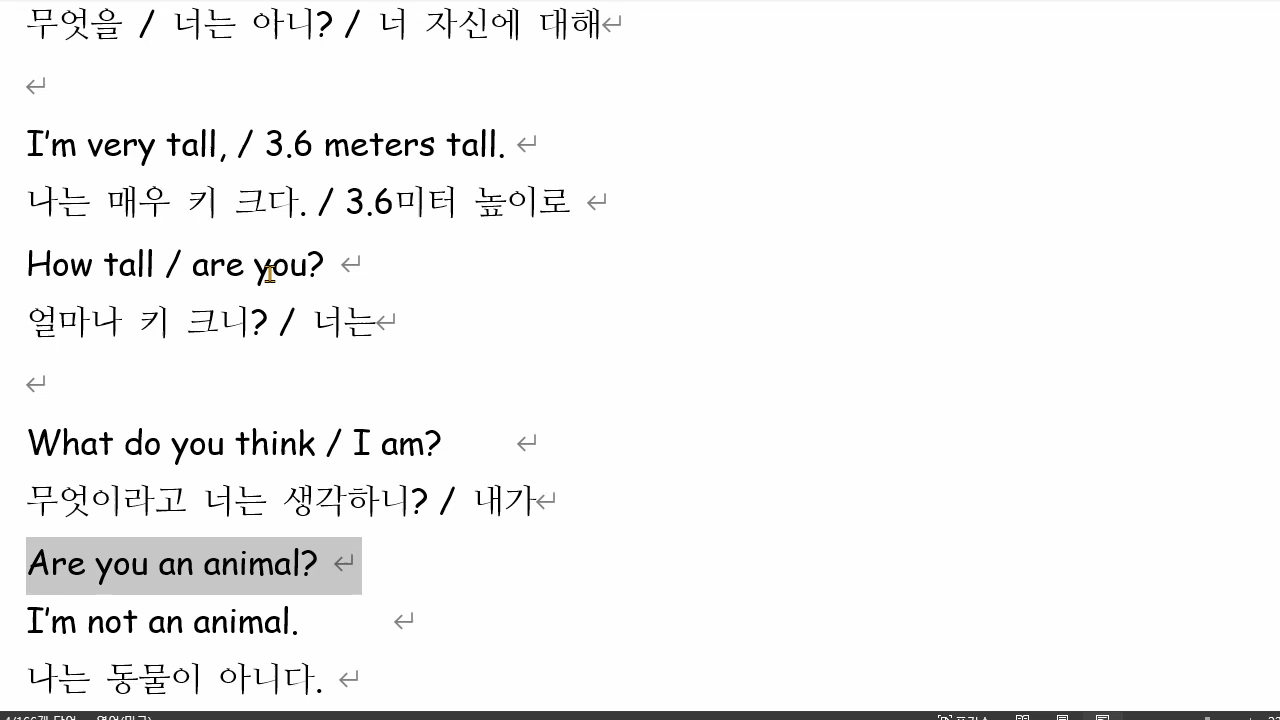 무엇을 / 너는 아니? / 너 자신에 대해
I’m very tall, / 3.6 meters tall.
나는 매우 키 크다. / 3.6미터 높이로
How tall / are you?
얼마나 키 크니? / 너는
What do you think / I am?
무엇이라고 너는 생각하니? / 내가
Are you an animal?
I’m not an animal.
나는 동물이 아니다.